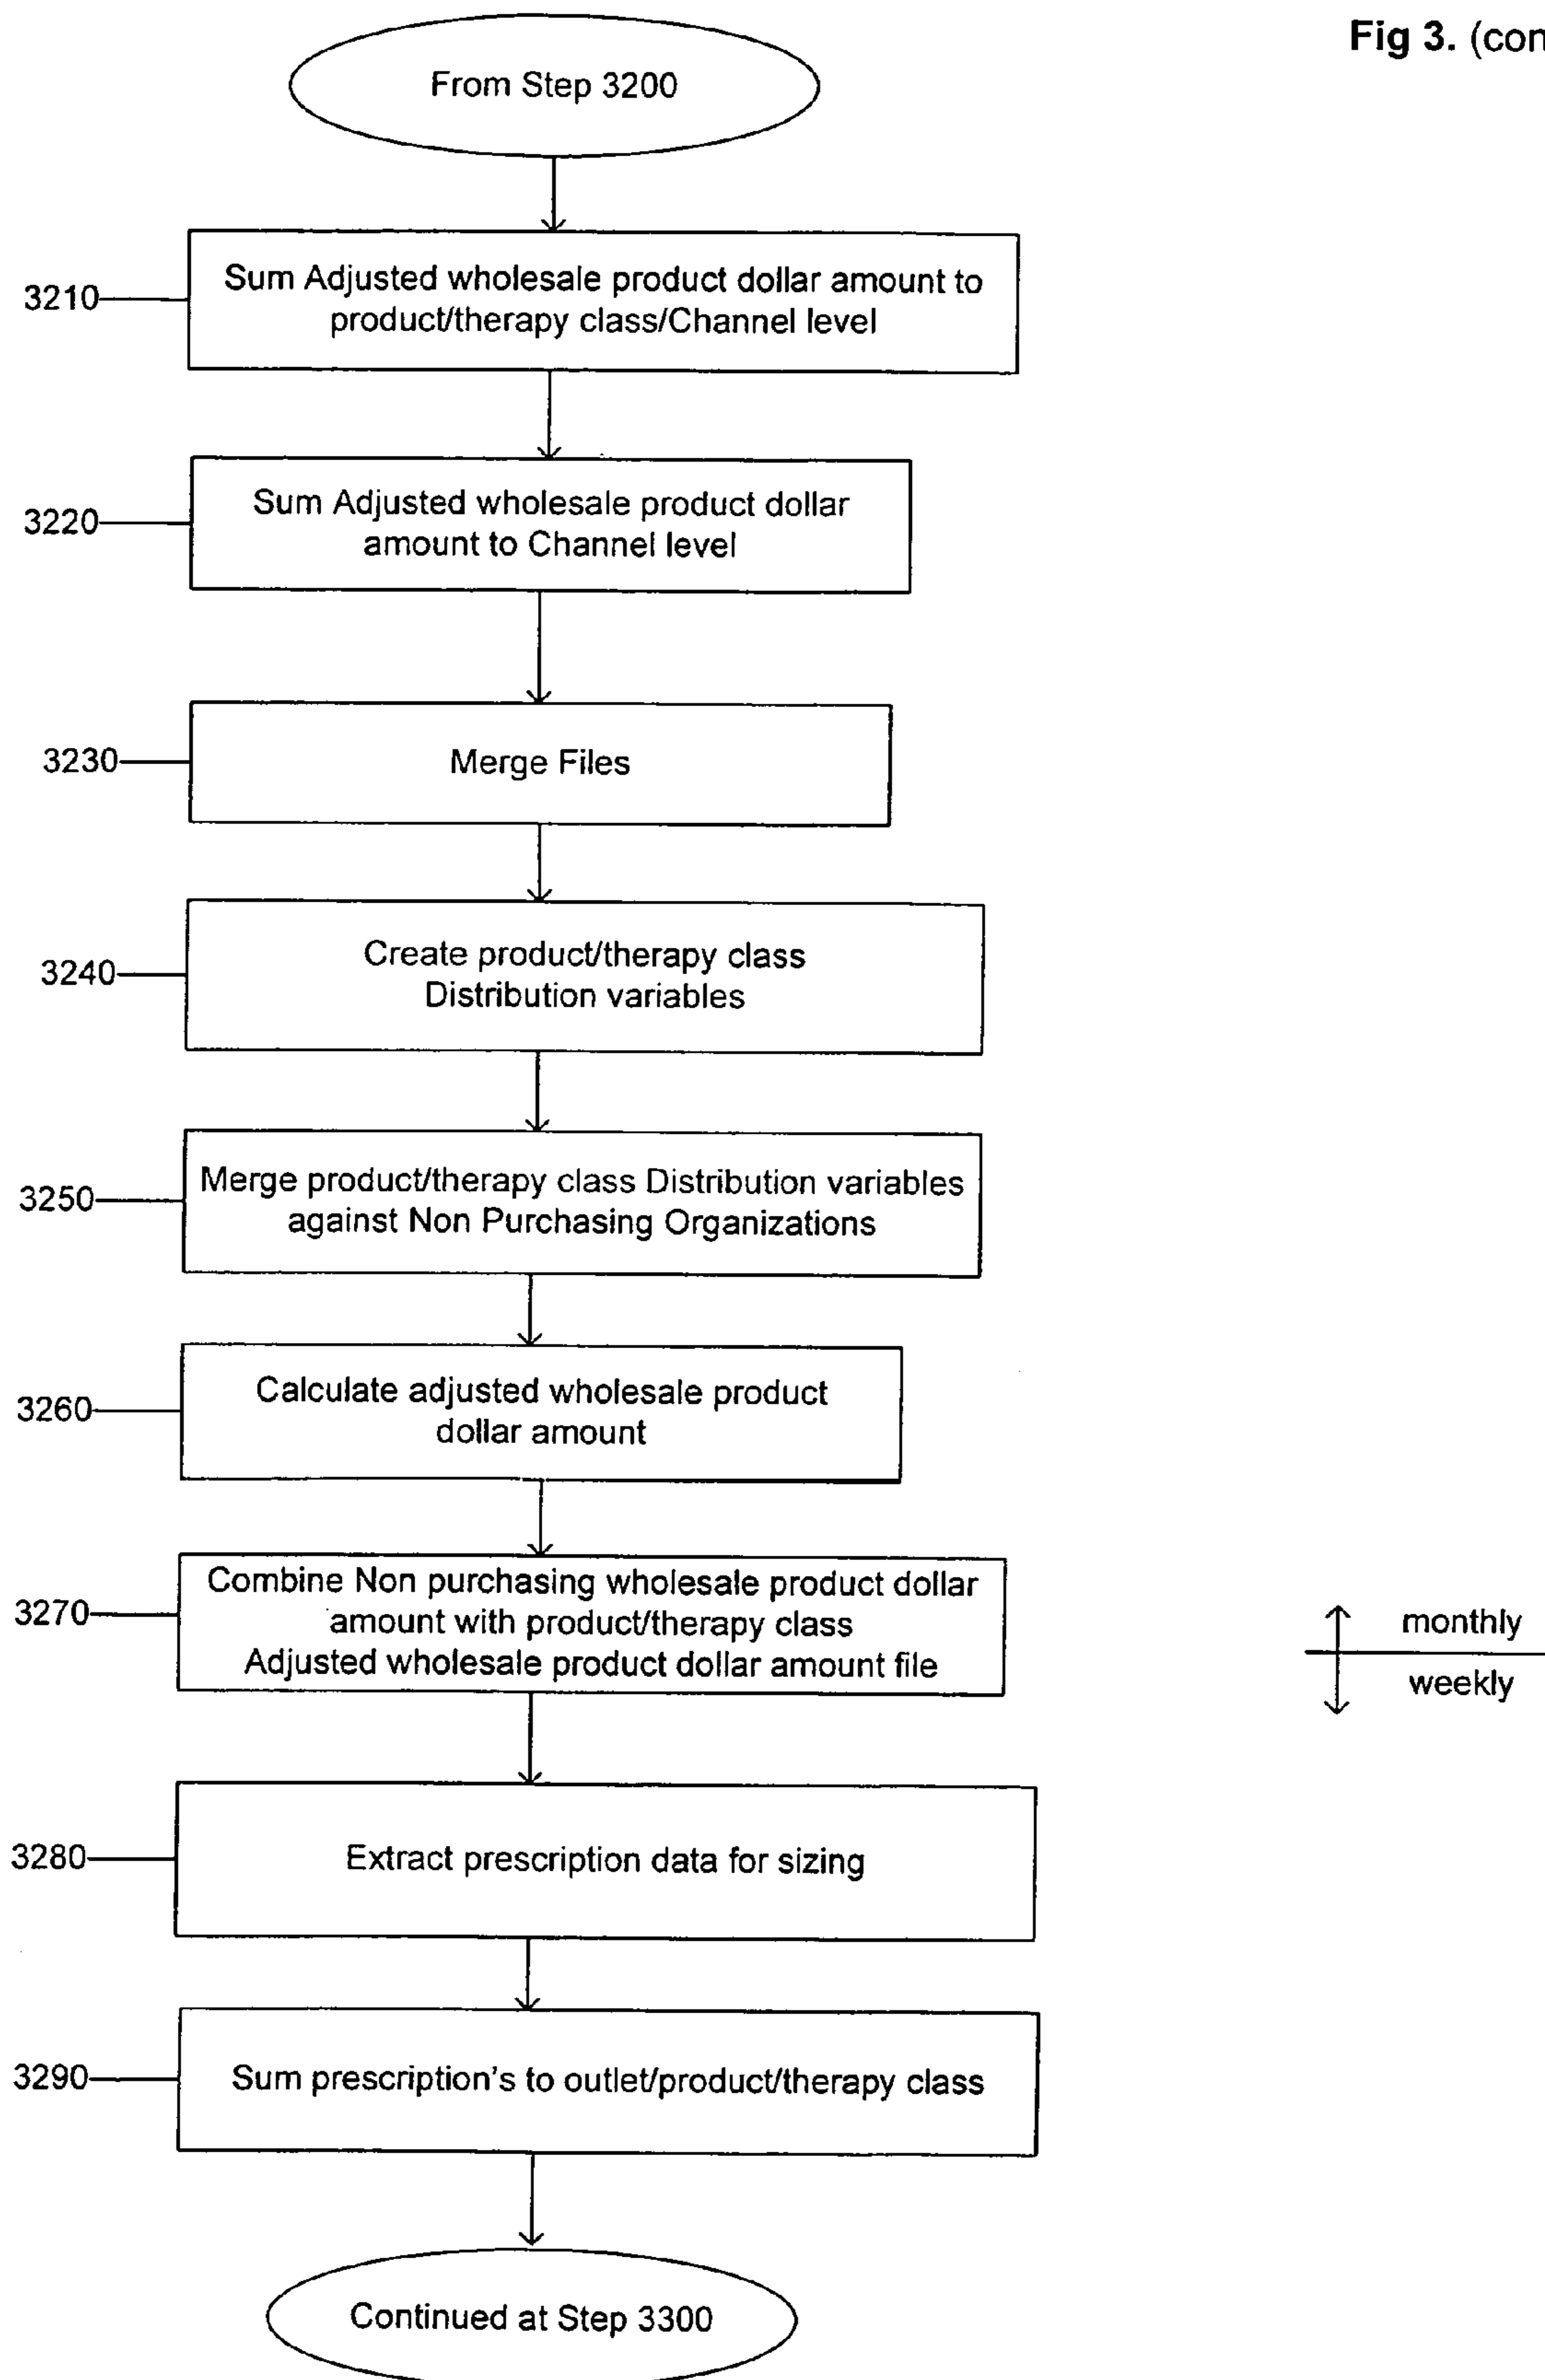 Fig 3. (con
From Step 3200
3210
Sum Adjusted wholesale product dollar amount to
product/therapy class/Channel level
3220
Sum Adjusted wholesale product dollar
amount to Channel level
3230
Merge Files
3240
Create product/therapy class
Distribution variables
3250
Merge product/therapy class Distribution variables
against Non Purchasing Organizations
3260
Calculate adjusted wholesale product
dollar amount
3270
Combine Non purchasing wholesale product dollar
amount with product/therapy class
Adjusted wholesale product dollar amount file
monthly
weekly
3280
Extract prescription data for sizing
3290
Sum prescription's to outlet/product/therapy class
Continued at Step 3300